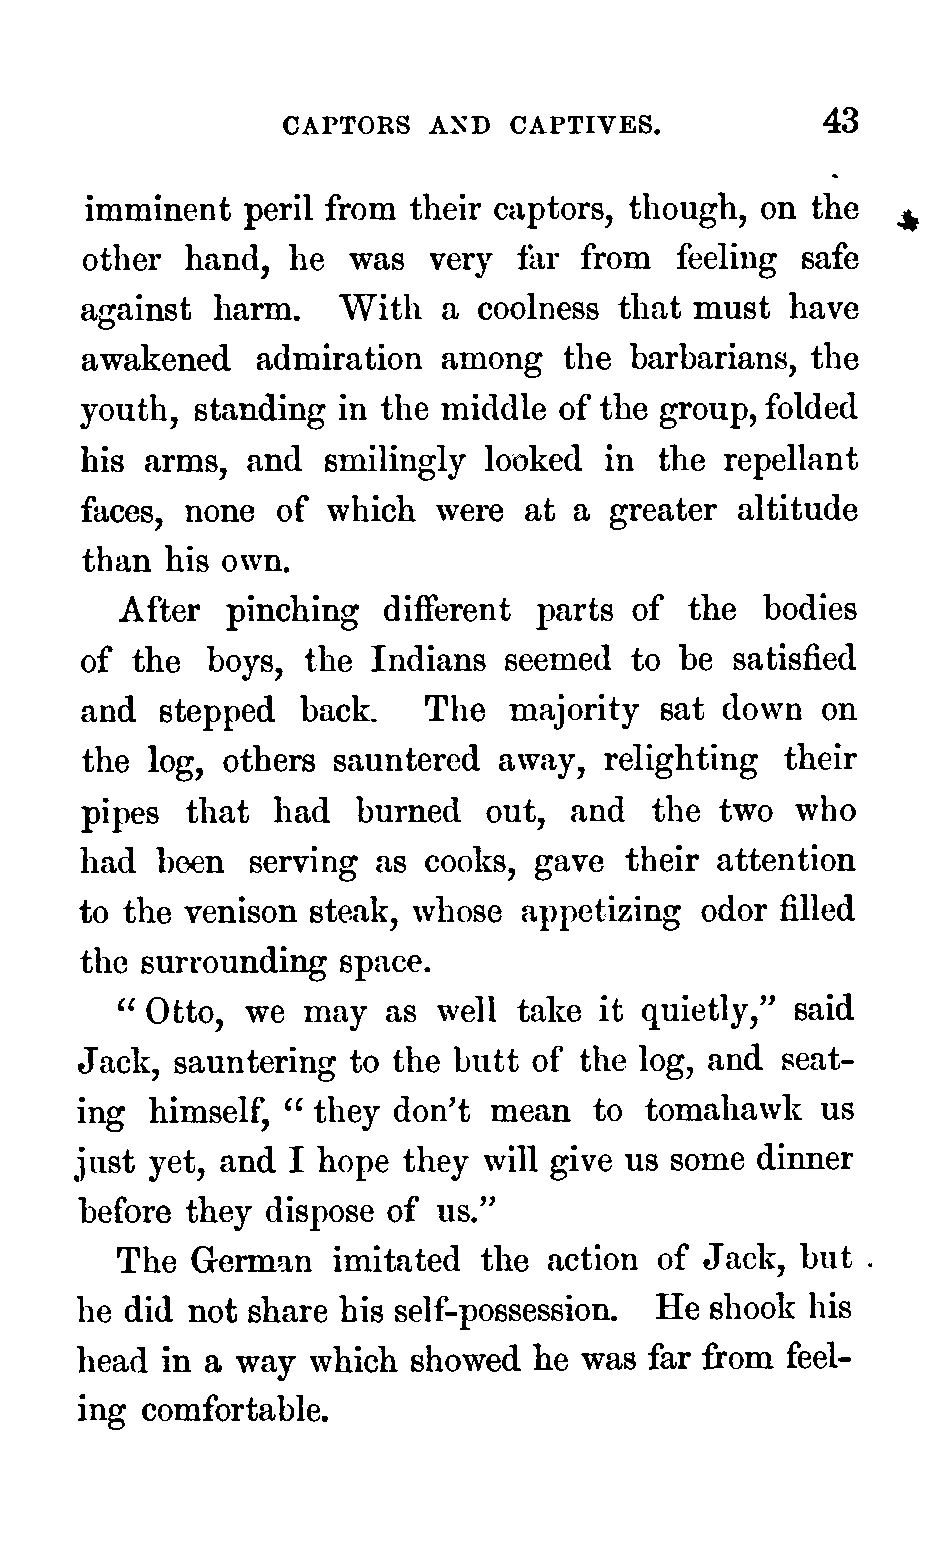 CAPTORS AND CAPTIVES. 43
imminent peril from their captors, though, on the
other hand, he was very far from feeling safe
against harm. With a coolness that must have
awakened admiration among the barbarians, the
youth, standing in the middle of the group, folded
his arms, and smilingly looked in the repellant
faces, none of which were at a greater altitude
than his own.
After pinching different parts of the bodies
of the boys, the Indians seemed to be satisfied
and stepped back. The majority sat down on
the log, others sauntered away, relighting their
pipes that had burned out, and the two who
had been serving as cooks, gave their attention
to the venison steak, whose appetizing odor filled
the surrounding space.
“ Otto, we may as well take it quietly,” said
Jack, sauntering to the butt of the log, and seat-
ing himself, “ they don’t mean to tomahawk us
just yet, and I hope they will give us some dinner
before they dispose of us.”
The German imitated the action of Jack, but
he did not share his self-possession. He shook his
head in a way which showed he was far from feel-
ing comfortable.